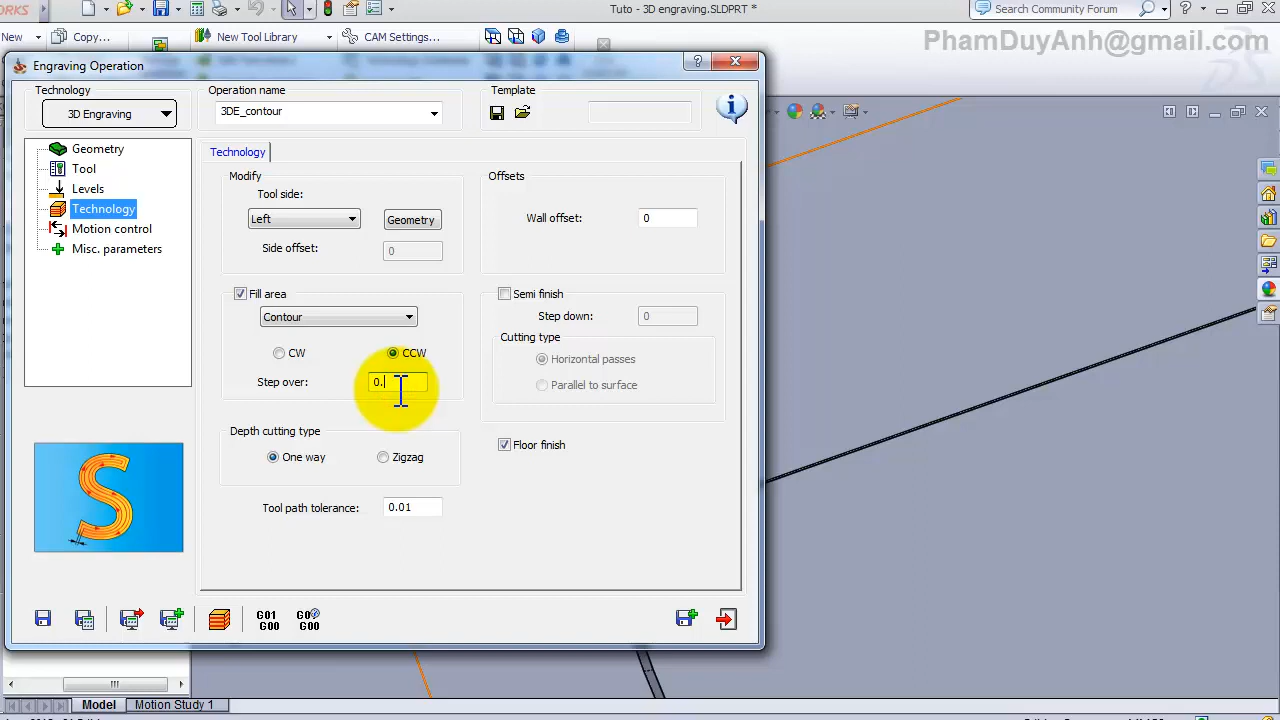 RKS
Tuto - 3D engraving.SLDPRT *
Search Community Forum
New
Copy...
New Tool Library
CAM Settings...
PhamDuyAnh@gmail.com
Engraving Operation
Technology
3D Engraving
Operation name
3DE_contour
Template
Geometry
Tool
Levels
Technology
Motion control
Misc. parameters
Technology
Modify
Tool side:
Left
Geometry
Side offset:
0
Offsets
Wall offset:
0
Fill area
Contour
CW
CCW
Step over:
0.
Semi finish
Step down:
0
Cutting type
Horizontal passes
Parallel to surface
Depth cutting type
One way
Zigzag
Floor finish
Tool path tolerance:
0.01
S
G01
G00
G0
G00
Model
Motion Study 1